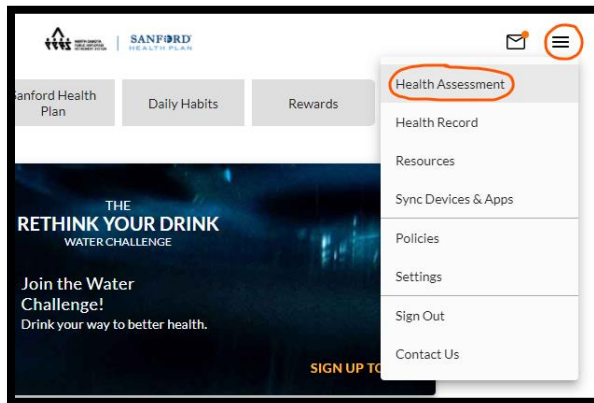 SANFORD
HEALTH PLAN
Sanford Health
Plan
Daily Habits
Rewards
Health Assessment
Health Record
Resources
Sync Devices & Apps
Policies
Settings
Sign Out
Contact Us
THE
RETHINK YOUR DRINK
WATER CHALLENGE
Join the Water
Challenge!
Drink your way to better health.
SIGN UP